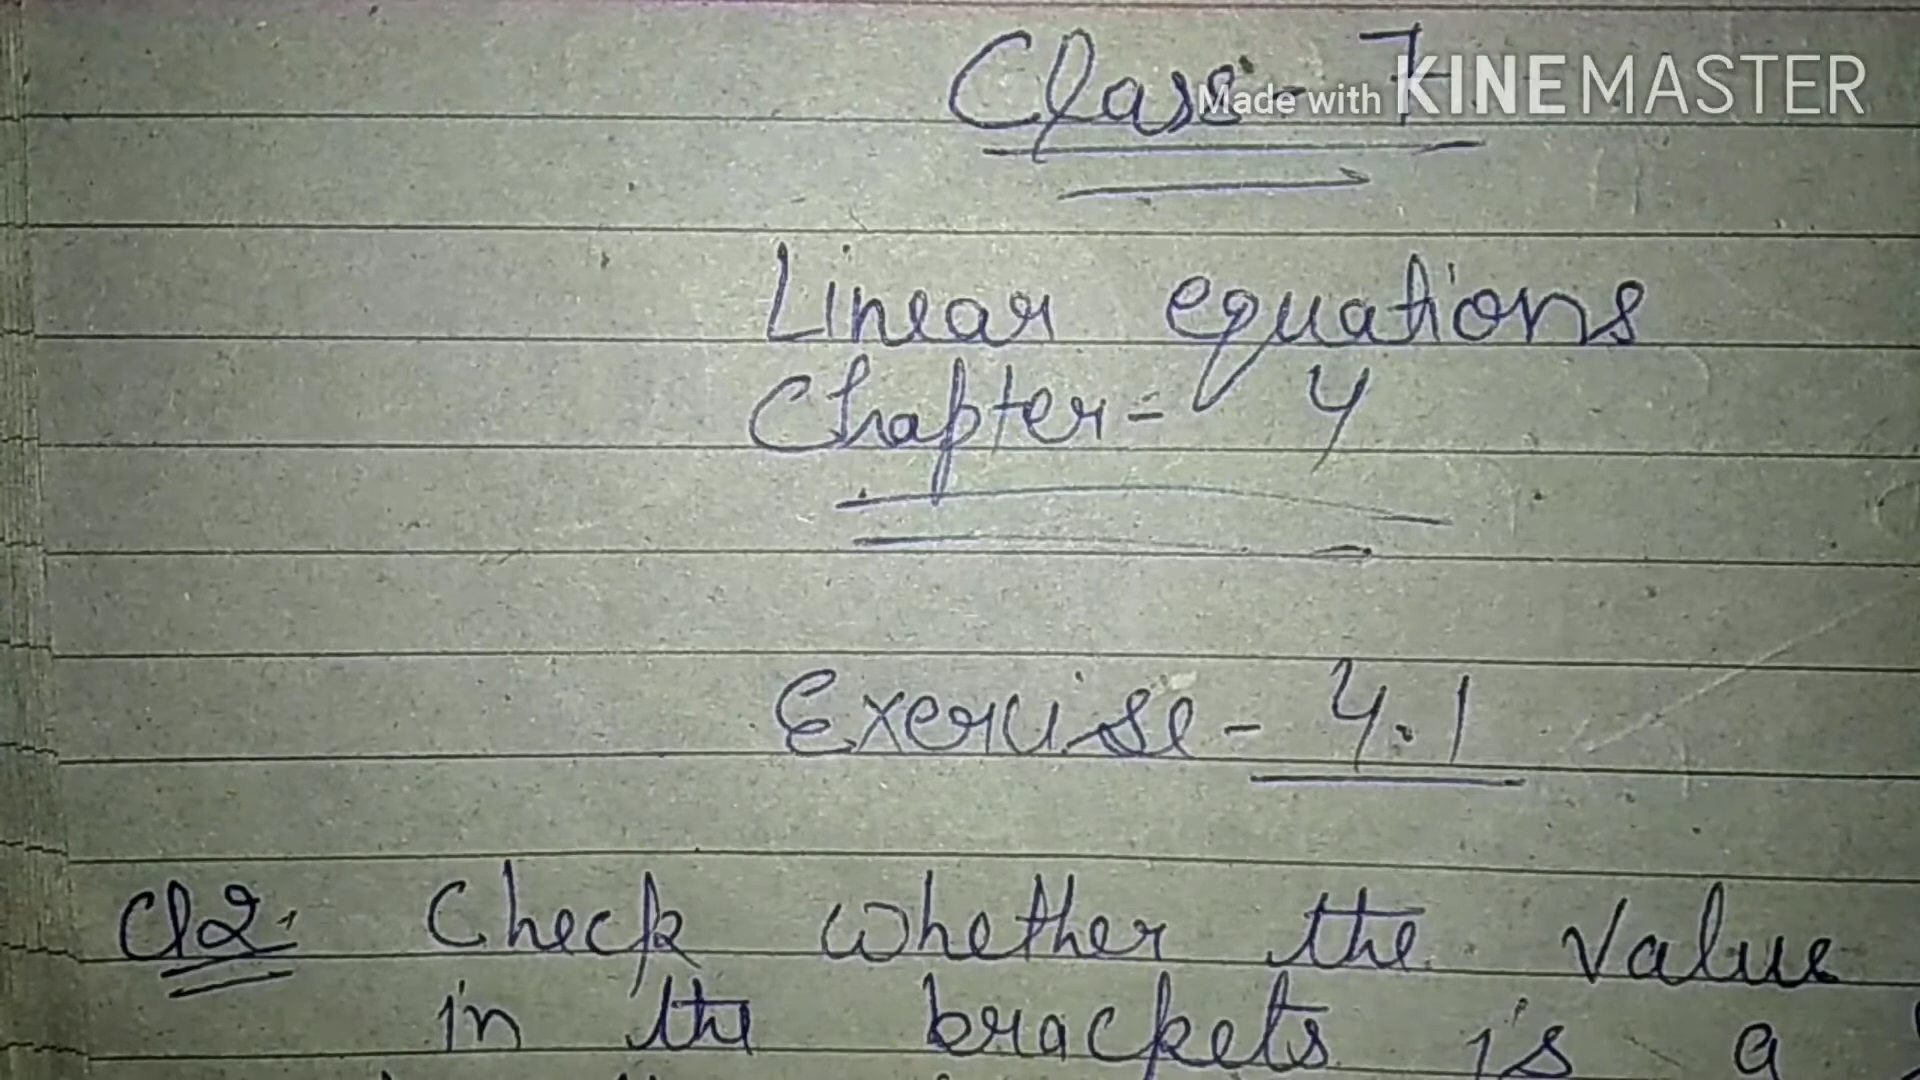 Class - 7
Made with KINEMASTER
Linear equations
Chapter = 4
Exercise - 4.1
Q2. Check whether the value
in the brackets is a